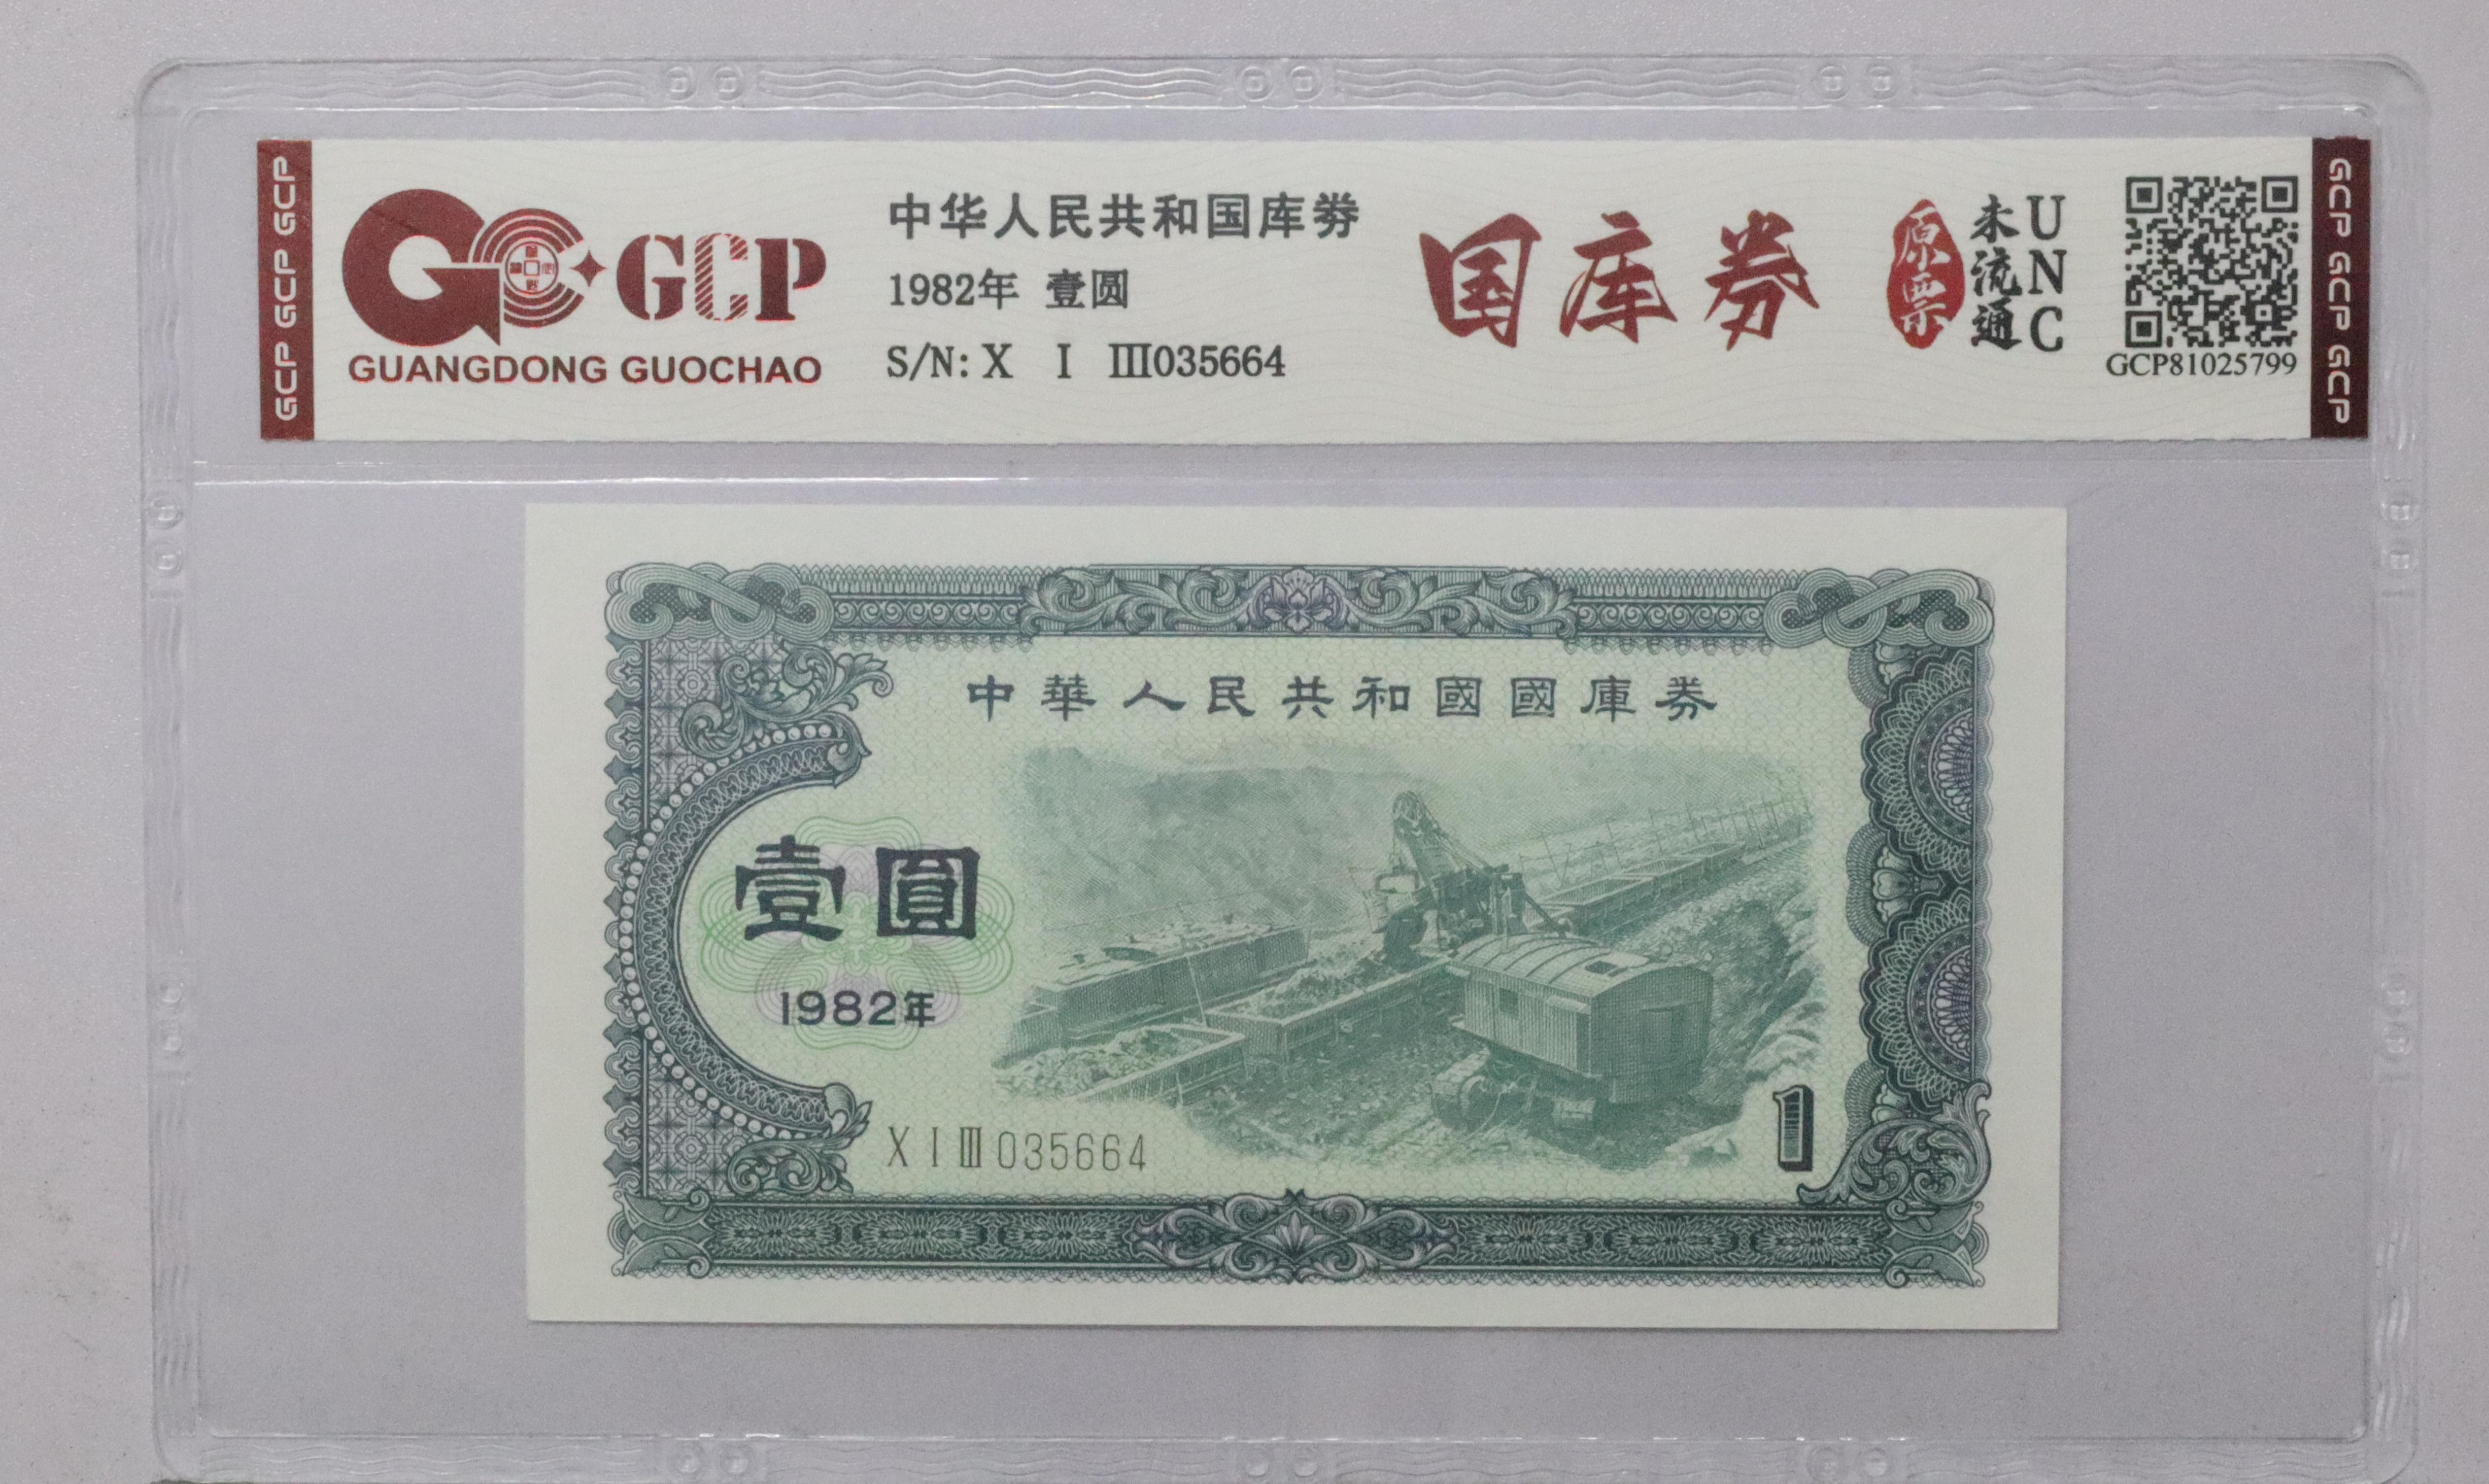 GCP GCP GCP
GCP
GUANGDONG GUOCHAO
中华人民共和国库券
1982年 壹圆
S/N: X I Ⅲ035664
国库券
原票
未流通
UNC
GCP81025799
GCP GCP GCP
中華人民共和國國庫券
壹圓
1982年
X I Ⅲ 035664
1